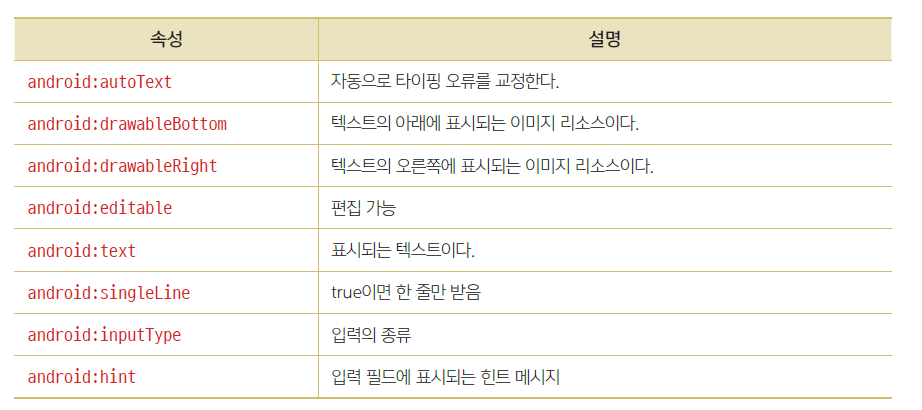 속성 설명
android:autoText 자동으로 타이핑 오류를 교정한다.
android:drawableBottom 텍스트의 아래에 표시되는 이미지 리소스이다.
android:drawableRight 텍스트의 오른쪽에 표시되는 이미지 리소스이다.
android:editable 편집 가능
android:text 표시되는 텍스트이다.
android:singleLine true이면 한 줄만 받음
android:inputType 입력의 종류
android:hint 입력 필드에 표시되는 힌트 메시지